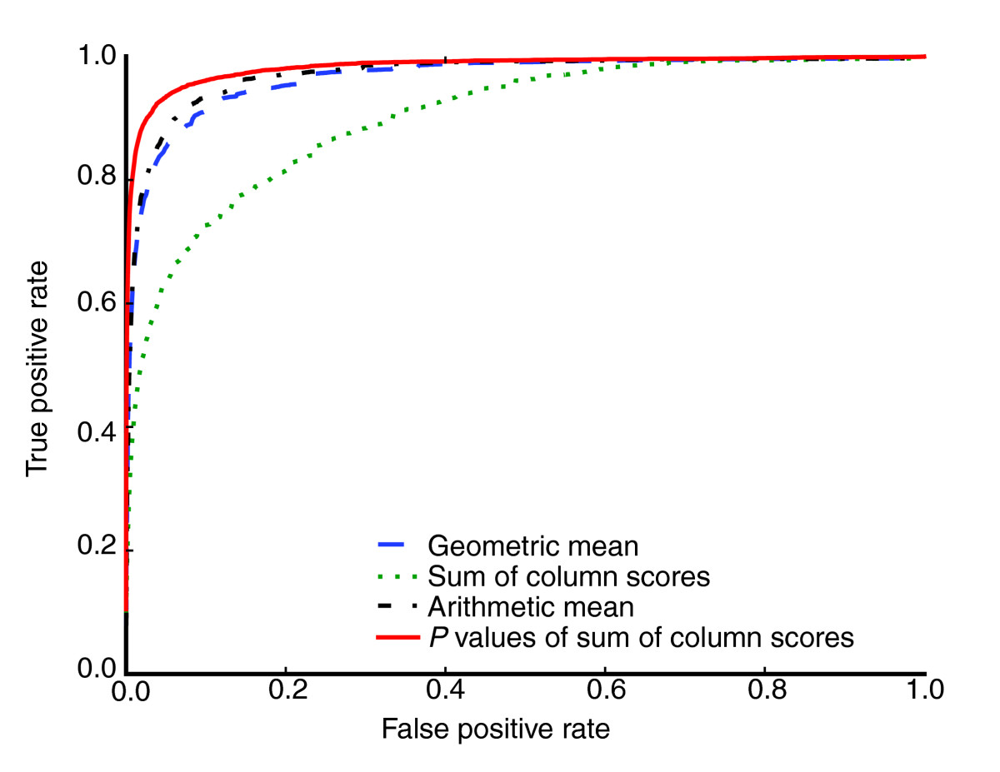 1.0
0.8
0.6
0.4
0.2
0.0
True positive rate
Geometric mean
Sum of column scores
Arithmetic mean
P values of sum of column scores
0.0 0.2 0.4 0.6 0.8 1.0
False positive rate